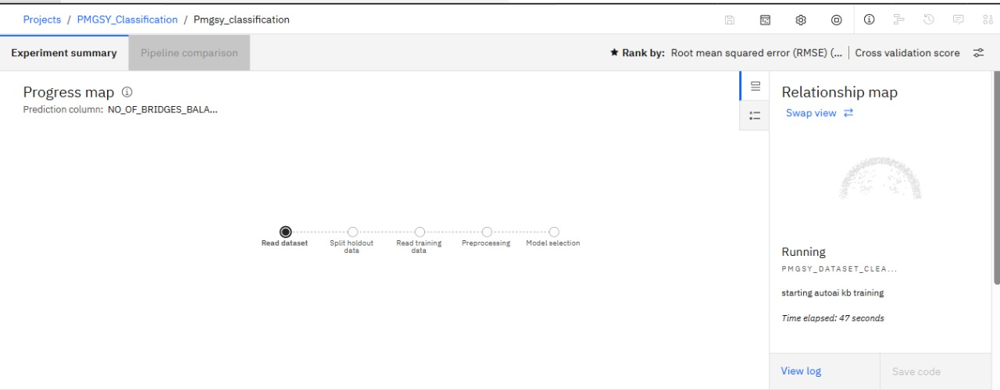 Projects / PMGSY_Classification / Pmgsy_classification
Experiment summary
Pipeline comparison
Rank by: Root mean squared error (RMSE) (... | Cross validation score
Progress map
Prediction column: NO_OF_BRIDGES_BALA...
Read dataset
Split holdout
data
Read training
data
Preprocessing
Model selection
Relationship map
Swap view
Running
PMGSY_DATASET_CLEA...
starting autoai kb training
Time elapsed: 47 seconds
View log
Save code